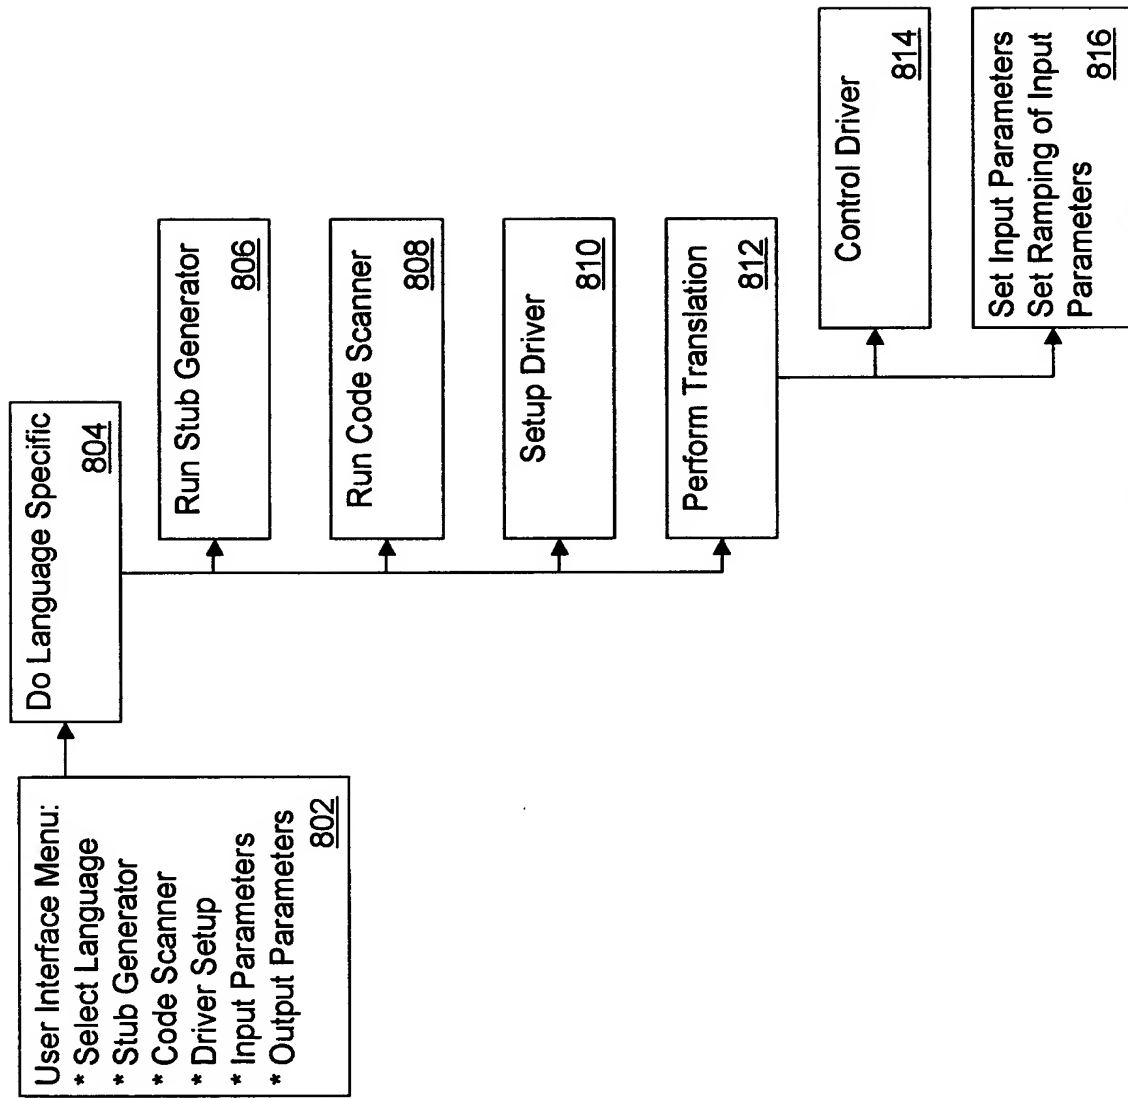 User Interface Menu:
* Select Language
* Stub Generator
* Code Scanner
* Driver Setup
* Input Parameters
* Output Parameters
802
Do Language Specific
804
Run Stub Generator
806
Run Code Scanner
808
Setup Driver
810
Perform Translation
812
Control Driver
814
Set Input Parameters
Set Ramping of Input
Parameters
816